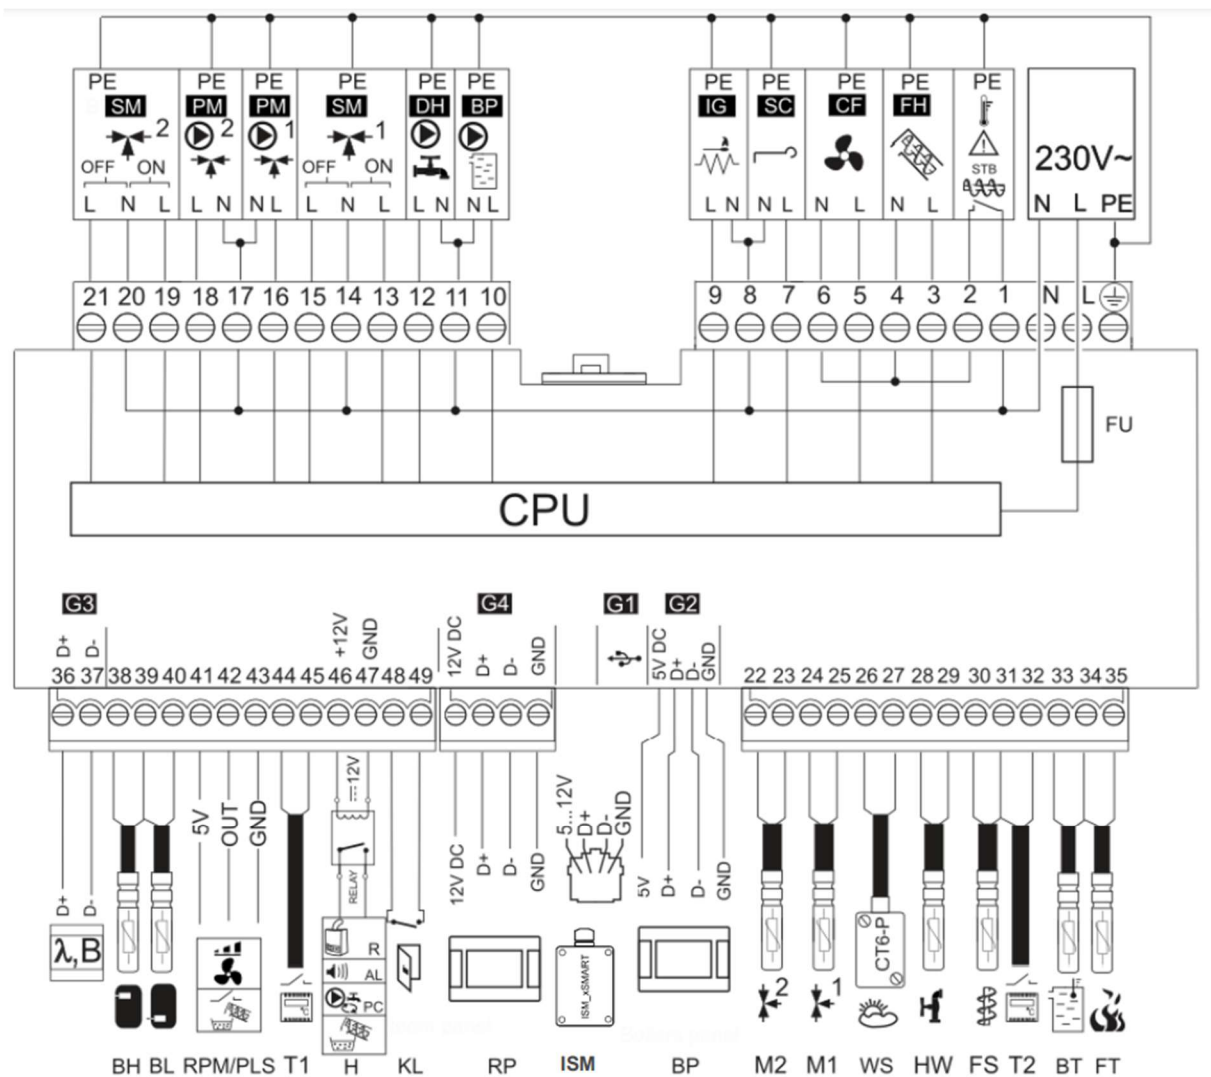 PE PE PE PE PE PE PE PE PE PE PE
SM PM PM SM DH BP IG SC CF FH
2 2 1 1
230V~
OFF ON OFF ON STB
L N L L N N L L N L L N N L L N N L N L N L N L PE
21 20 19 18 17 16 15 14 13 12 11 10 9 8 7 6 5 4 3 2 1 N L
FU
CPU
G3 G4 G1 G2
D+ D- +12V GND 12V DC D+ D- GND 5V DC D+ D- GND
36 37 38 39 40 41 42 43 44 45 46 47 48 49 22 23 24 25 26 27 28 29 30 31 32 33 34 35
12V
5V OUT GND 5...12V D+ D- GND
RELAY
D+ D- 12V DC D+ D- GND 5V D+ D- GND
λ,B R CT6-P
AL ISM_xSMART
PC 2 1
BH BL RPM/PLS T1 H KL RP ISM BP M2 M1 WS HW FS T2 BT FT